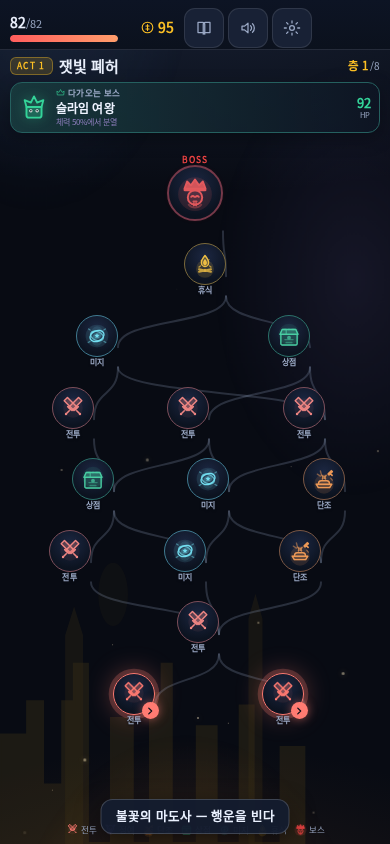 82/82
95
ACT 1 잿빛 폐허
층 1/8
다가오는 보스
슬라임 여왕
체력 50%에서 분열
92
HP
BOSS
휴식
미지
상점
전투
전투
전투
상점
미지
단조
전투
미지
단조
전투
전투
전투
불꽃의 마도사 — 행운을 빈다
전투
보스